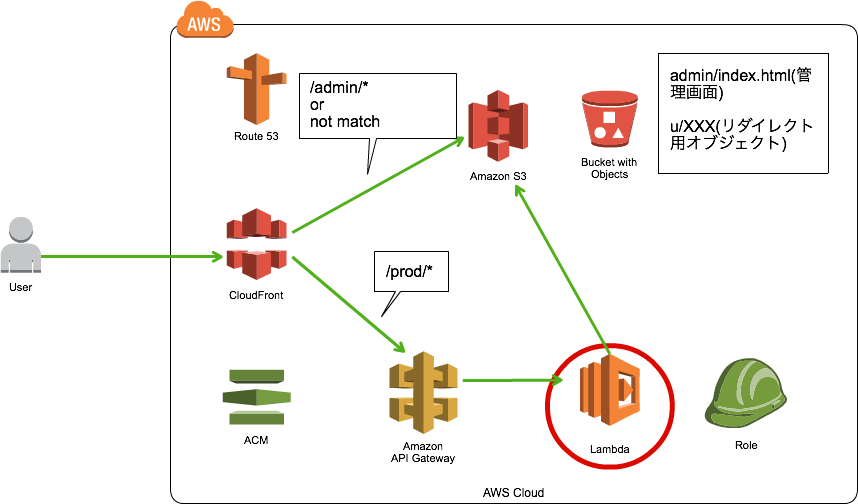 AWS
Route 53
/admin/*
or
not match
Amazon S3
Bucket with
Objects
admin/index.html(管
理画面)
u/XXX(リダイレクト
用オブジェクト)
User
CloudFront
/prod/*
ACM
Amazon
API Gateway
Lambda
Role
AWS Cloud